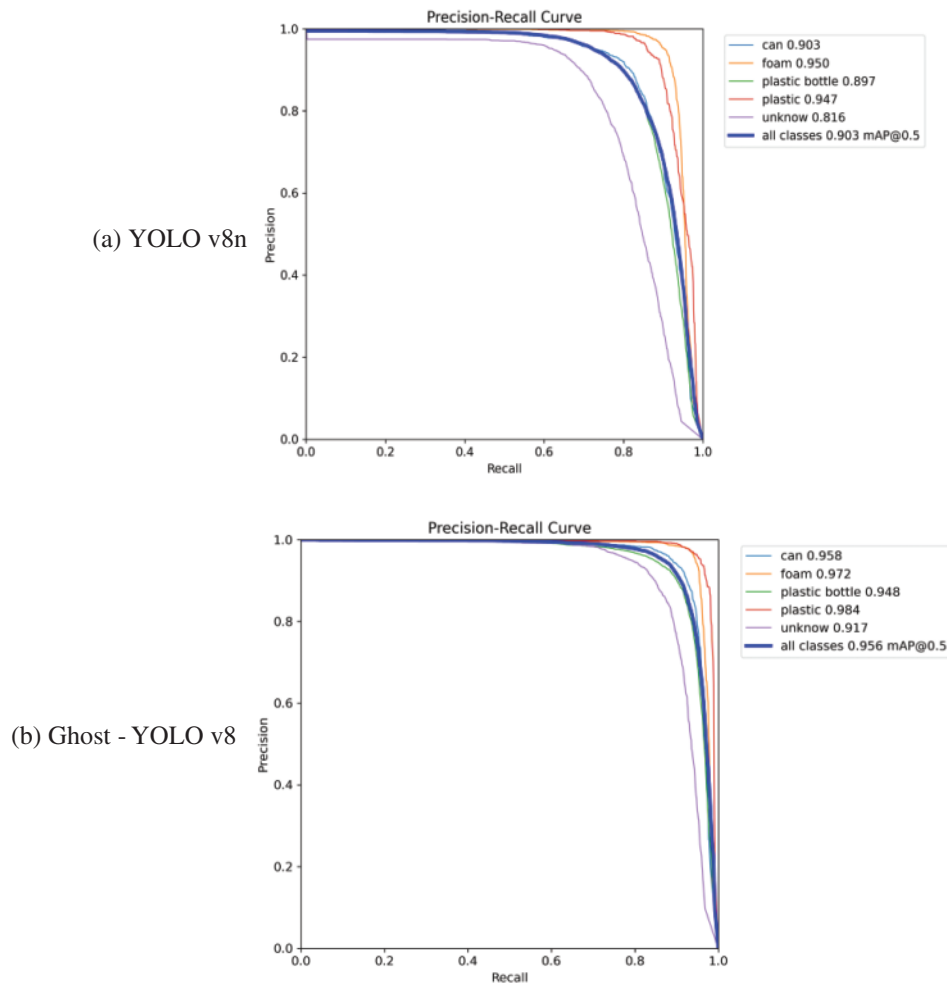 Precision-Recall Curve
1.0
0.8
0.6
0.4
0.2
0.0
Precision
0.0 0.2 0.4 0.6 0.8 1.0
Recall
can 0.903
foam 0.950
plastic bottle 0.897
plastic 0.947
unknow 0.816
all classes 0.903 mAP@0.5
(a) YOLO v8n
Precision-Recall Curve
1.0
0.8
0.6
0.4
0.2
0.0
Precision
0.0 0.2 0.4 0.6 0.8 1.0
Recall
can 0.958
foam 0.972
plastic bottle 0.948
plastic 0.984
unknow 0.917
all classes 0.956 mAP@0.5
(b) Ghost - YOLO v8